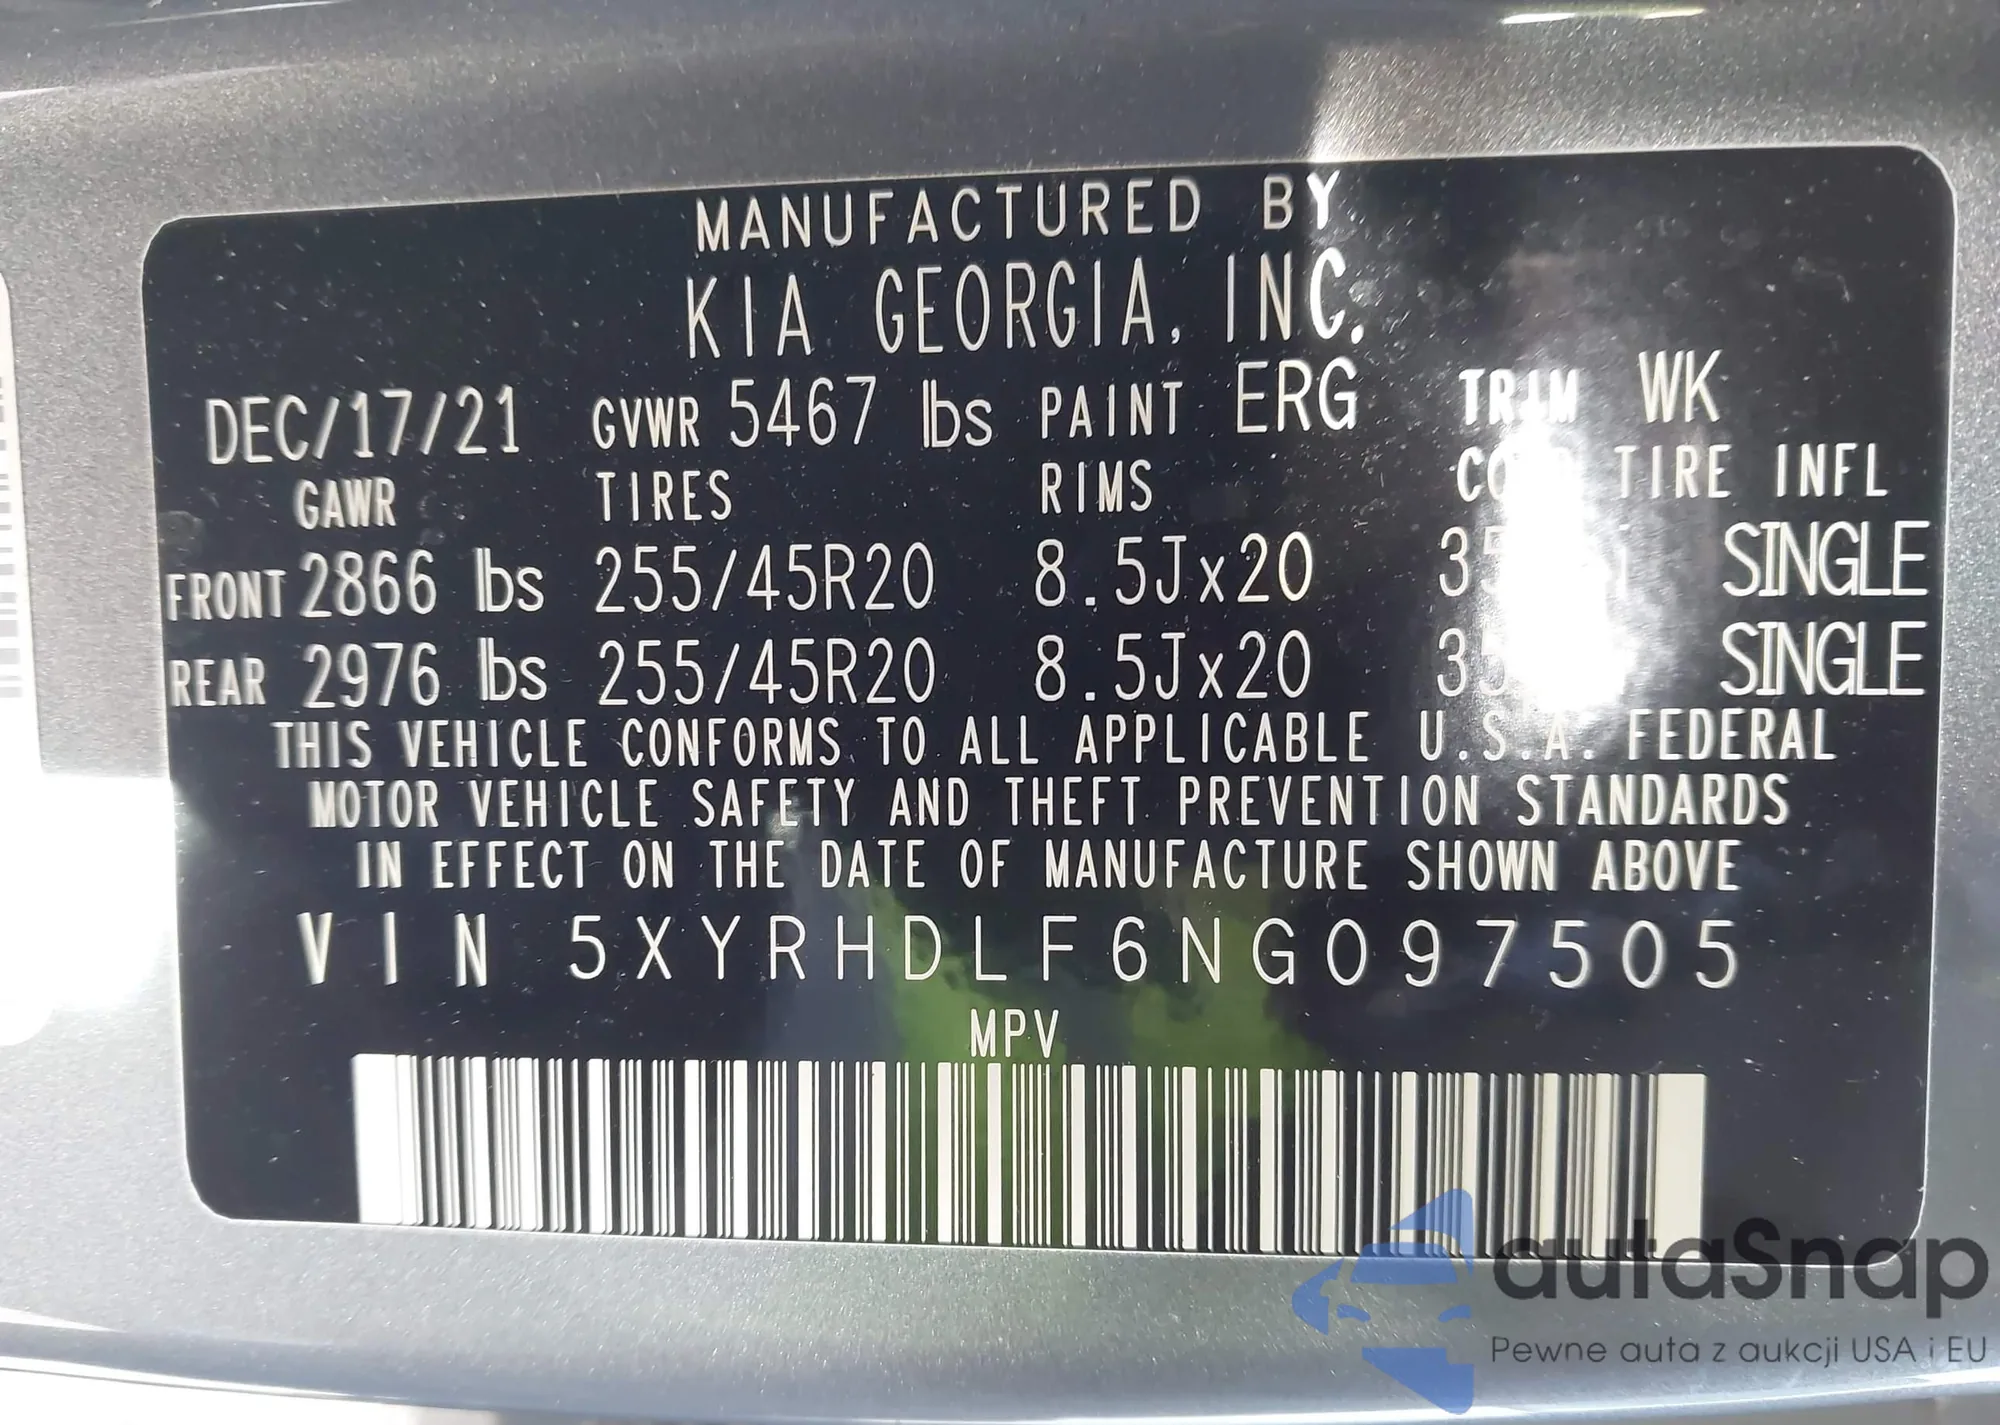 MANUFACTURED BY
KIA GEORGIA, INC.
DEC/17/21 GVWR 5467 lbs PAINT ERG TRIM WK
GAWR TIRES RIMS TIRE INFL
FRONT 2866 lbs 255/45R20 8.5Jx20 SINGLE
REAR 2976 lbs 255/45R20 8.5Jx20 SINGLE
THIS VEHICLE CONFORMS TO ALL APPLICABLE U.S.A. FEDERAL
MOTOR VEHICLE SAFETY AND THEFT PREVENTION STANDARDS
IN EFFECT ON THE DATE OF MANUFACTURE SHOWN ABOVE
VIN 5XYRHDLF6NG097505
MPV
autaSnap
Pewne auta z aukcji USA i EU